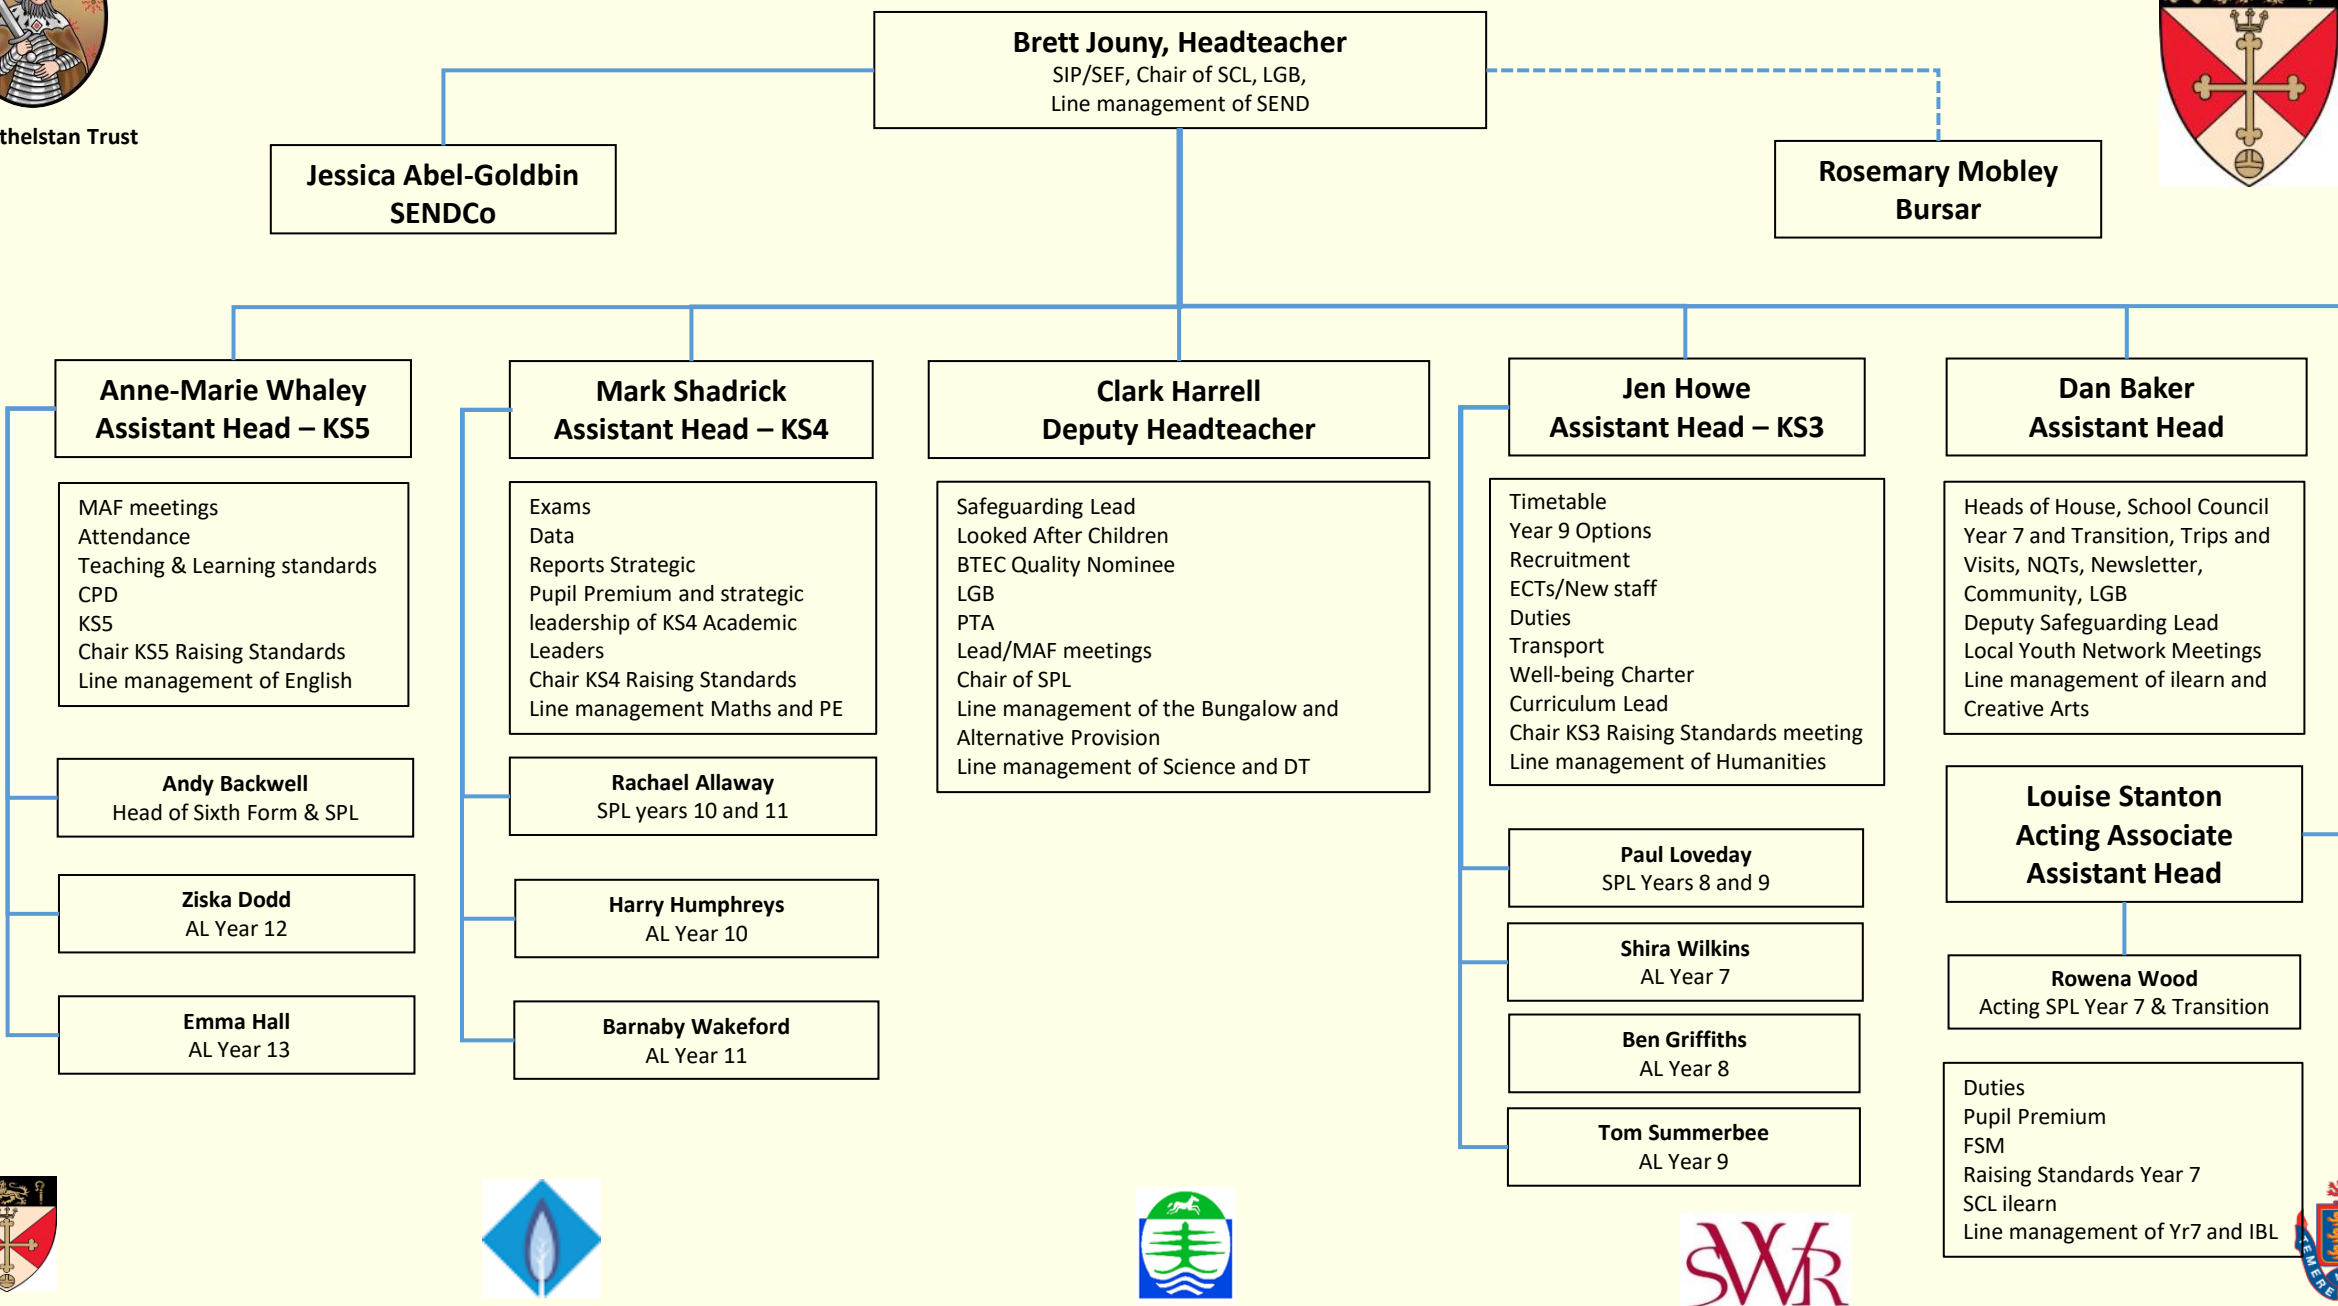 Brett Jouny, Headteacher
SIP/SEF, Chair of SCL, LGB,
Line management of SEND
thelstan Trust
Jessica Abel-Goldbin
SENDCo
Rosemary Mobley
Bursar
Anne-Marie Whaley
Assistant Head – KS5
MAF meetings
Attendance
Teaching & Learning standards
CPD
KS5
Chair KS5 Raising Standards
Line management of English
Andy Backwell
Head of Sixth Form & SPL
Ziska Dodd
AL Year 12
Emma Hall
AL Year 13
Mark Shadrick
Assistant Head – KS4
Exams
Data
Reports Strategic
Pupil Premium and strategic
leadership of KS4 Academic
Leaders
Chair KS4 Raising Standards
Line management Maths and PE
Rachael Allaway
SPL years 10 and 11
Harry Humphreys
AL Year 10
Barnaby Wakeford
AL Year 11
Clark Harrell
Deputy Headteacher
Safeguarding Lead
Looked After Children
BTEC Quality Nominee
LGB
PTA
Lead/MAF meetings
Chair of SPL
Line management of the Bungalow and
Alternative Provision
Line management of Science and DT
Jen Howe
Assistant Head – KS3
Timetable
Year 9 Options
Recruitment
ECTs/New staff
Duties
Transport
Well-being Charter
Curriculum Lead
Chair KS3 Raising Standards meeting
Line management of Humanities
Paul Loveday
SPL Years 8 and 9
Shira Wilkins
AL Year 7
Ben Griffiths
AL Year 8
Tom Summerbee
AL Year 9
Dan Baker
Assistant Head
Heads of House, School Council
Year 7 and Transition, Trips and
Visits, NQTs, Newsletter,
Community, LGB
Deputy Safeguarding Lead
Local Youth Network Meetings
Line management of ilearn and
Creative Arts
Louise Stanton
Acting Associate
Assistant Head
Rowena Wood
Acting SPL Year 7 & Transition
Duties
Pupil Premium
FSM
Raising Standards Year 7
SCL ilearn
Line management of Yr7 and IBL
SWR